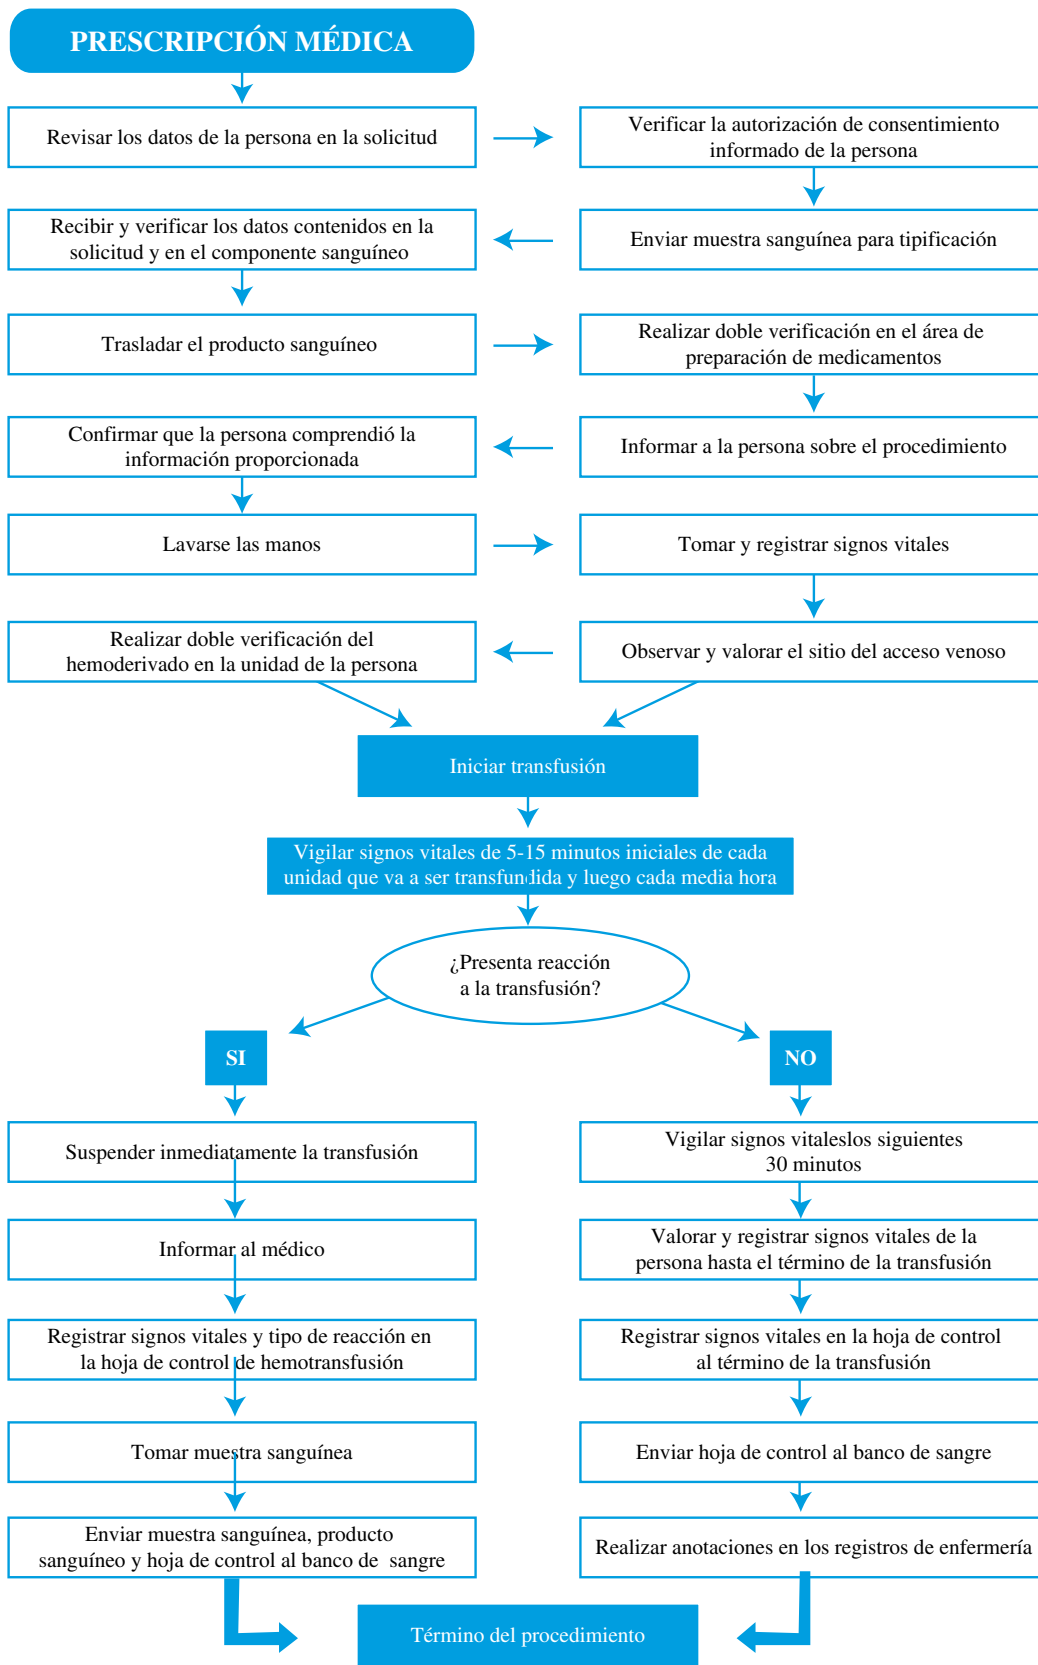 PRESCRIPCIÓN MÉDICA
Revisar los datos de la persona en la solicitud
Verificar la autorización de consentimiento
informado de la persona
Enviar muestra sanguínea para tipificación
Recibir y verificar los datos contenidos en la
solicitud y en el componente sanguíneo
Trasladar el producto sanguíneo
Realizar doble verificación en el área de
preparación de medicamentos
Informar a la persona sobre el procedimiento
Confirmar que la persona comprendió la
información proporcionada
Lavarse las manos
Tomar y registrar signos vitales
Observar y valorar el sitio del acceso venoso
Realizar doble verificación del
hemoderivado en la unidad de la persona
Iniciar transfusión
Vigilar signos vitales de 5-15 minutos iniciales de cada
unidad que va a ser transfundida y luego cada media hora
¿Presenta reacción
a la transfusión?
SI
Suspender inmediatamente la transfusión
Informar al médico
Registrar signos vitales y tipo de reacción en
la hoja de control de hemotransfusión
Tomar muestra sanguínea
Enviar muestra sanguínea, producto
sanguíneo y hoja de control al banco de sangre
NO
Vigilar signos vitaleslos siguientes
30 minutos
Valorar y registrar signos vitales de la
persona hasta el término de la transfusión
Registrar signos vitales en la hoja de control
al término de la transfusión
Enviar hoja de control al banco de sangre
Realizar anotaciones en los registros de enfermería
Término del procedimiento